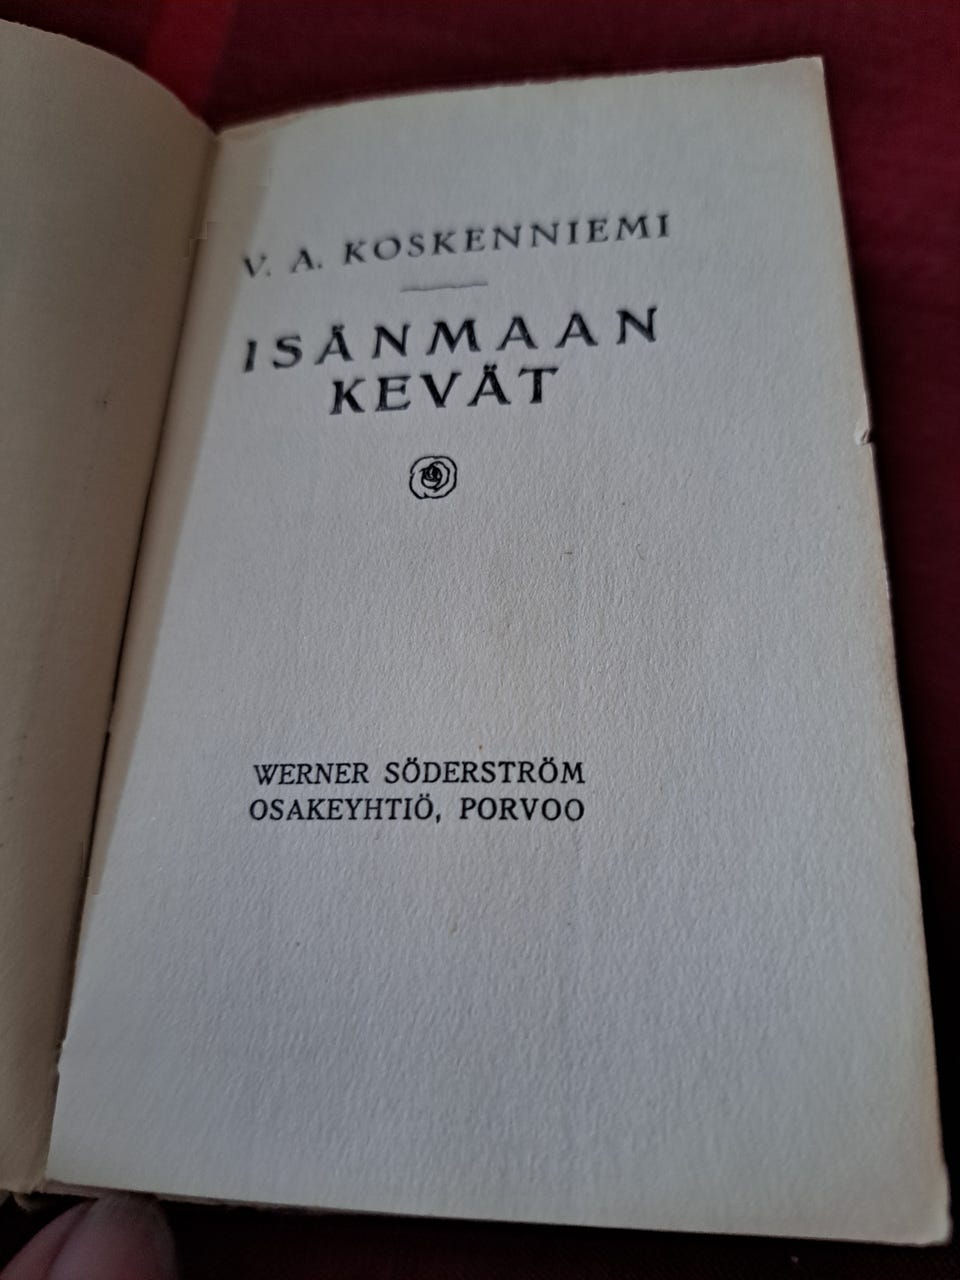 V. A. KOSKENNIEMI
ISÄNMAAN
KEVÄT
WERNER SÖDERSTRÖM
OSAKEYHTIÖ, PORVOO